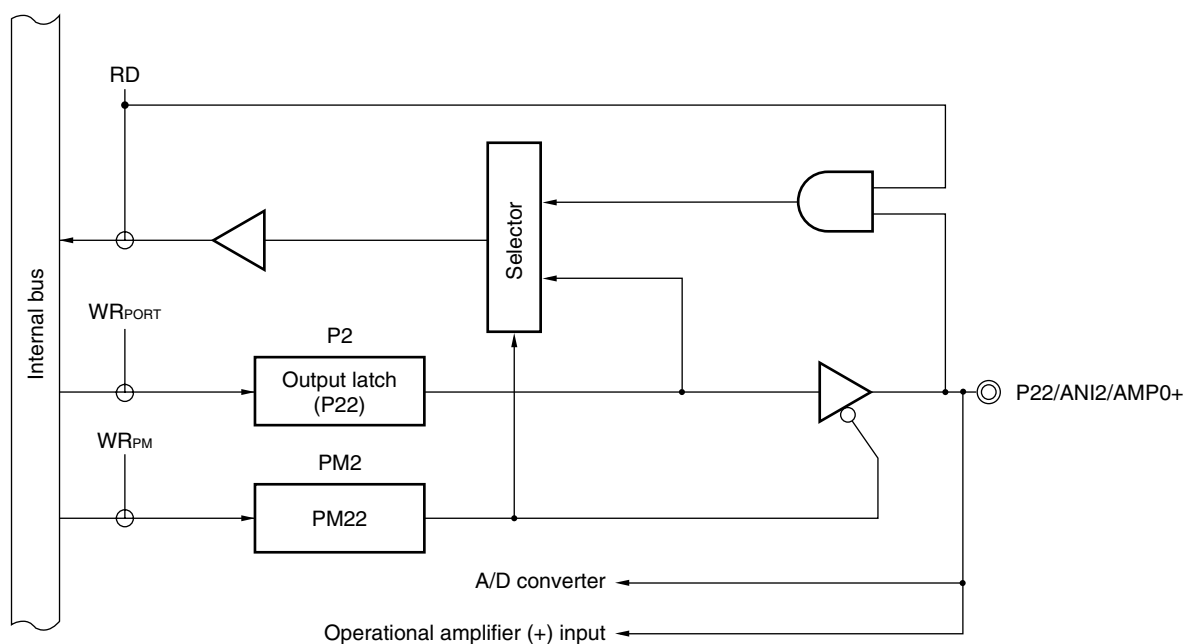 RD
Internal bus
Selector
WRPORT
P2
Output latch
(P22)
P22/ANI2/AMP0+
WRPM
PM2
PM22
A/D converter
Operational amplifier (+) input